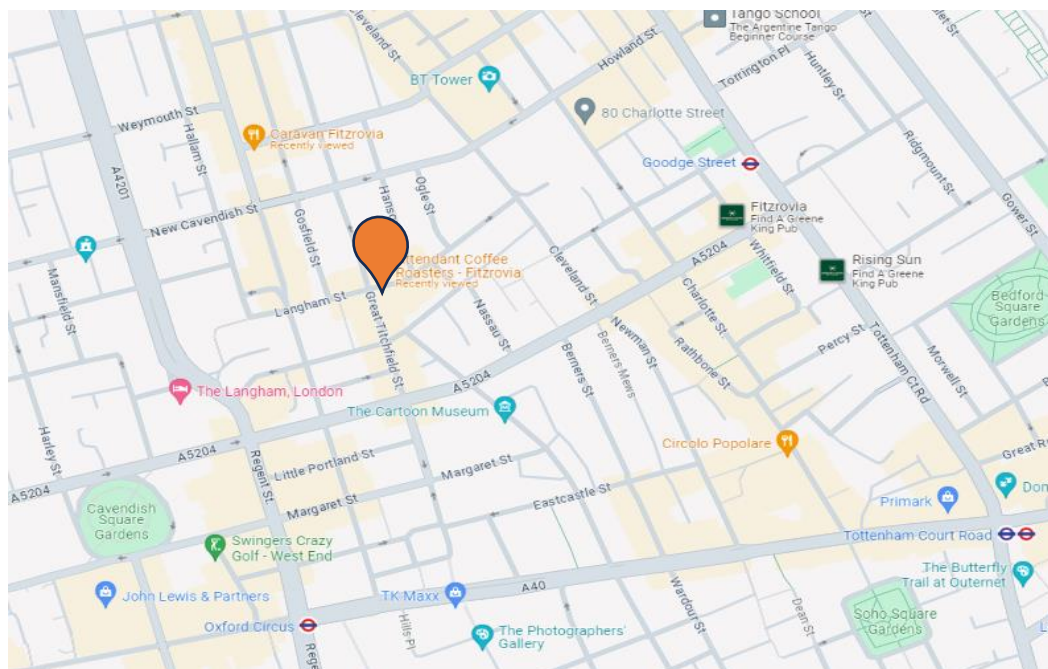 Tango School
The Argentine Tango
Beginner Course
Cleveland St
Howland St
Torrington Pl
Huntley St
BT Tower
80 Charlotte Street
Weymouth St
Hallam St
Caravan Fitzrovia
Recently viewed
A4201
Goodge Street
Ridgmount St
Gower St
Ogle St
New Cavendish St
Gosfield St
Fitzrovia
Find A Greene
King Pub
A5204
Whitfield St
Rising Sun
Find A Greene
King Pub
Attendant Coffee
Roasters - Fitzrovia
Recently viewed
Mansfield St
Langham St
Great Titchfield St.
Nassau St
Cleveland St
Newman St
Berners Mews
Berners St
Charlotte St.
Rathbone St
Percy St
Tottenham Ct Rd
Morwell St
Bedford
Square
Gardens
A5204
The Langham, London
The Cartoon Museum
Harley St
A5204
A5204
Regent St.
Little Portland St
Margaret St
Margaret St
Eastcastle St
Circolo Popolare
Cavendish
Square
Gardens
Swingers Crazy
Golf - West End
Primark
Tottenham Court Road
The Butterfly
Trail at Outernet
John Lewis & Partners
TK Maxx
A40
Oxford Circus
Hills Pl
The Photographers'
Gallery
Wardour St
Dean St
Soho Square
Gardens